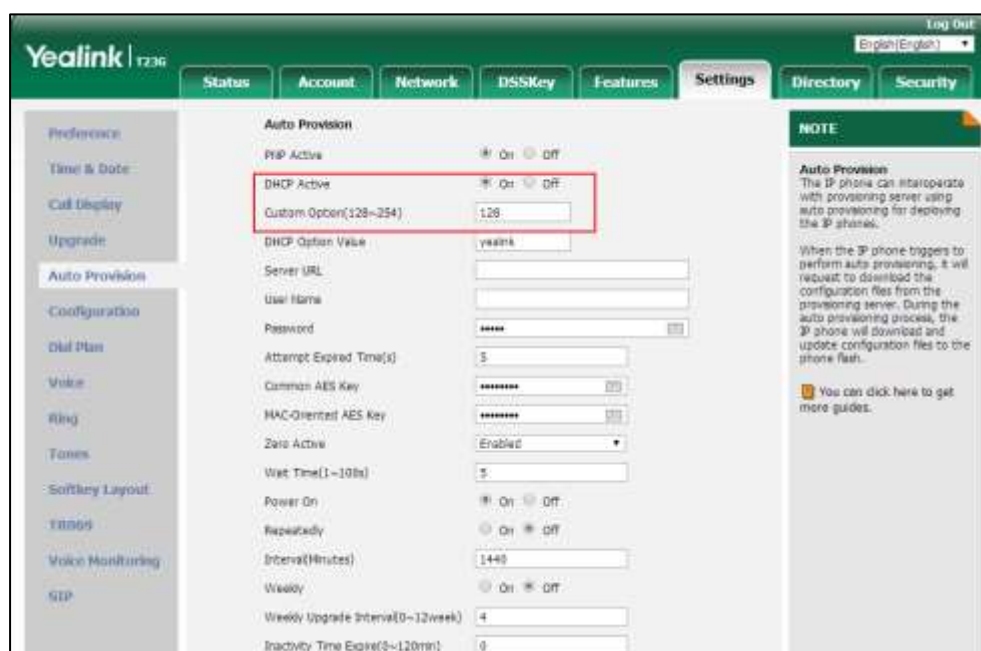 Log Out
Yealink T23G
English(English)
Status Account Network DSSKey Features Settings Directory Security
Preference
Time & Date
Call Display
Upgrade
Auto Provision
Configuration
Dial Plan
Voice
Ring
Tones
Softkey Layout
TR069
Voice Monitoring
SIP
Auto Provision
PNP Active On Off
DHCP Active On Off
Custom Option(128~254) 128
DHCP Option Value yealink
Server URL
User Name
Password •••••
Attempt Expired Time(s) 5
Common AES Key ••••••••
MAC-Oriented AES Key ••••••••
Zero Active Enabled
Wait Time(1~100s) 5
Power On On Off
Repeatedly On Off
Interval(Minutes) 1440
Weekly On Off
Weekly Upgrade Interval(0~12week) 4
Inactivity Time Expire(0~120min) 0
NOTE
Auto Provision
The IP phone can interoperate
with provisioning server using
auto provisioning for deploying
the IP phones.
When the IP phone triggers to
perform auto provisioning, it will
request to download the
configuration files from the
provisioning server. During the
auto provisioning process, the
IP phone will download and
update configuration files to the
phone flash.
You can click here to get
more guides.